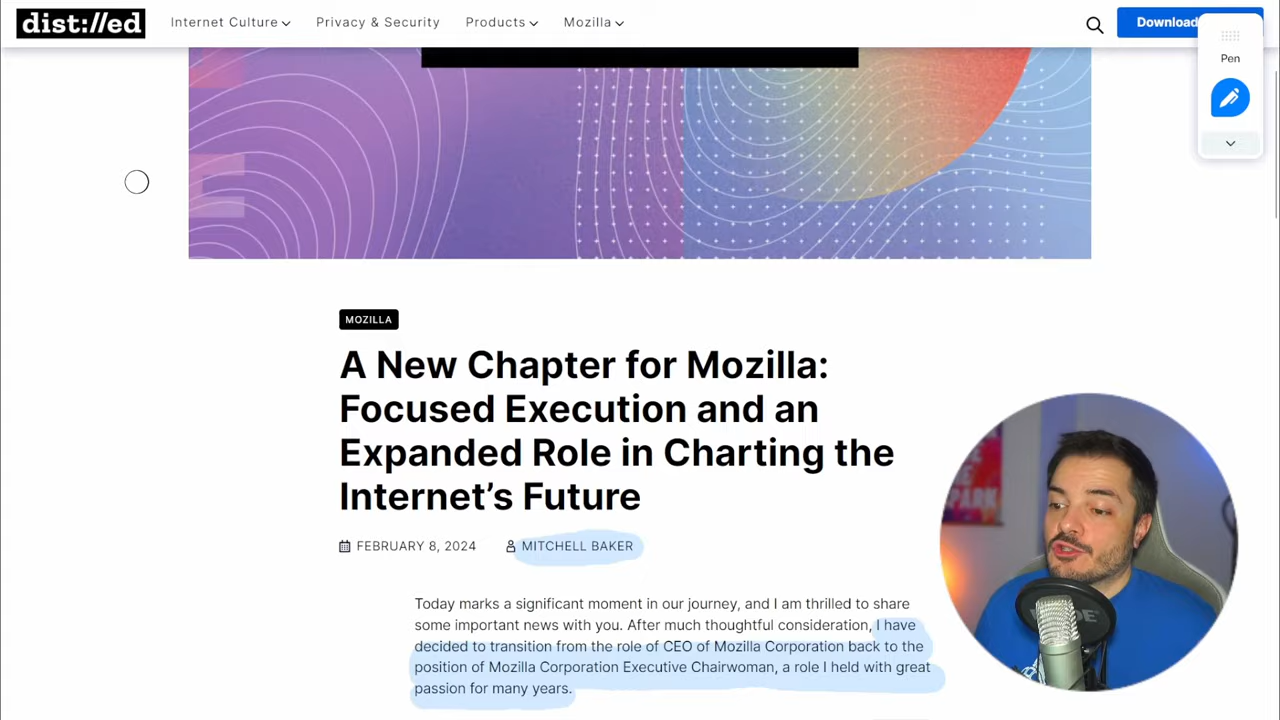 dist://ed Internet Culture Privacy & Security Products Mozilla Download
Pen
MOZILLA
A New Chapter for Mozilla:
Focused Execution and an
Expanded Role in Charting the
Internet’s Future
FEBRUARY 8, 2024 MITCHELL BAKER
Today marks a significant moment in our journey, and I am thrilled to share
some important news with you. After much thoughtful consideration, I have
decided to transition from the role of CEO of Mozilla Corporation back to the
position of Mozilla Corporation Executive Chairwoman, a role I held with great
passion for many years.